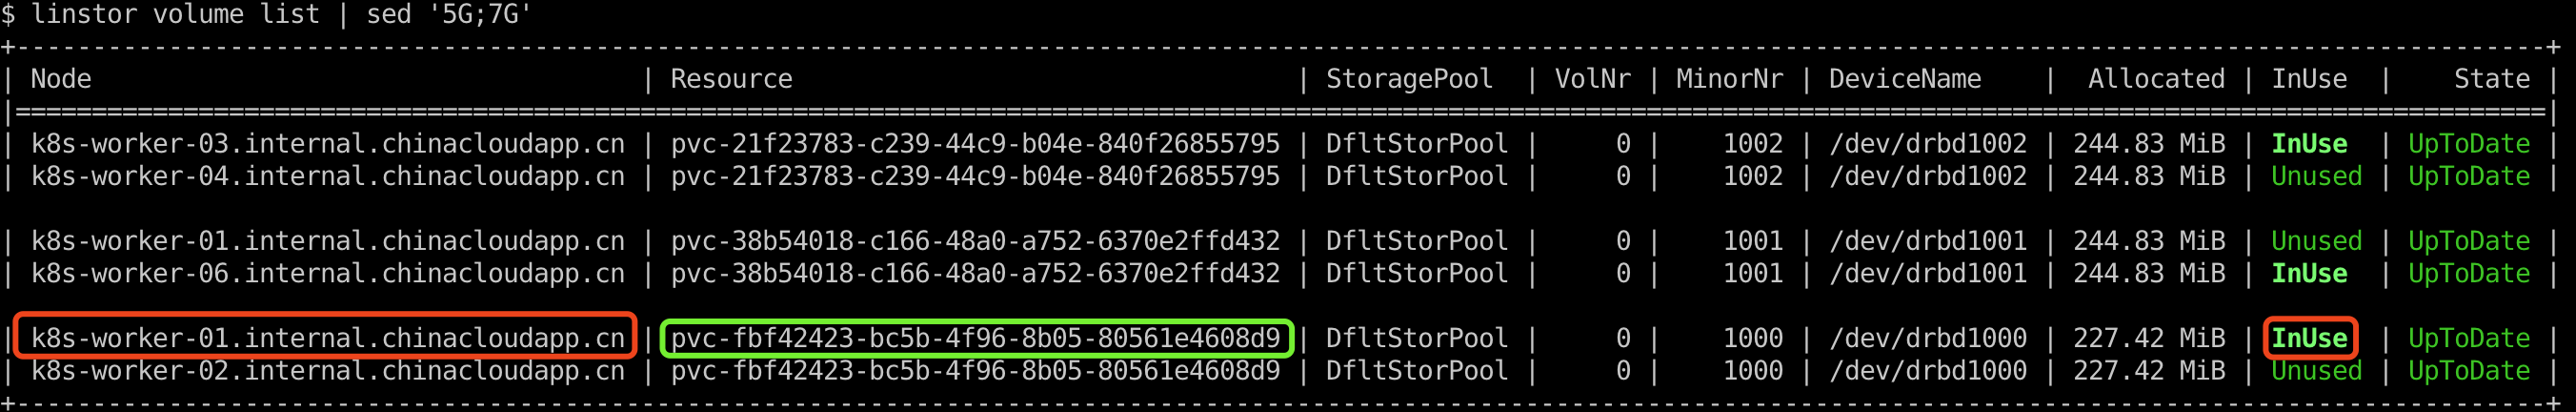 $ linstor volume list | sed '5G;7G'
+----------------------------------------------------------------------------------------------------------------------------------------------------------------------+
| Node                                    | Resource                                 | StoragePool  | VolNr | MinorNr | DeviceName    |  Allocated | InUse  |    State |
|======================================================================================================================================================================|
| k8s-worker-03.internal.chinacloudapp.cn | pvc-21f23783-c239-44c9-b04e-840f26855795 | DfltStorPool |     0 |    1002 | /dev/drbd1002 | 244.83 MiB | InUse  | UpToDate |
| k8s-worker-04.internal.chinacloudapp.cn | pvc-21f23783-c239-44c9-b04e-840f26855795 | DfltStorPool |     0 |    1002 | /dev/drbd1002 | 244.83 MiB | Unused | UpToDate |
| k8s-worker-01.internal.chinacloudapp.cn | pvc-38b54018-c166-48a0-a752-6370e2ffd432 | DfltStorPool |     0 |    1001 | /dev/drbd1001 | 244.83 MiB | Unused | UpToDate |
| k8s-worker-06.internal.chinacloudapp.cn | pvc-38b54018-c166-48a0-a752-6370e2ffd432 | DfltStorPool |     0 |    1001 | /dev/drbd1001 | 244.83 MiB | InUse  | UpToDate |
| k8s-worker-01.internal.chinacloudapp.cn | pvc-fbf42423-bc5b-4f96-8b05-80561e4608d9 | DfltStorPool |     0 |    1000 | /dev/drbd1000 | 227.42 MiB | InUse  | UpToDate |
| k8s-worker-02.internal.chinacloudapp.cn | pvc-fbf42423-bc5b-4f96-8b05-80561e4608d9 | DfltStorPool |     0 |    1000 | /dev/drbd1000 | 227.42 MiB | Unused | UpToDate |
+----------------------------------------------------------------------------------------------------------------------------------------------------------------------+